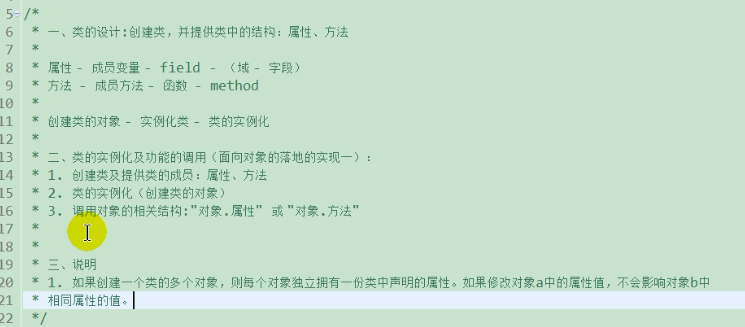 5 /*
6 * 一、类的设计:创建类,并提供类中的结构:属性、方法
7 *
8 * 属性 - 成员变量 - field - (域 - 字段)
9 * 方法 - 成员方法 - 函数 - method
10 *
11 * 创建类的对象 - 实例化类 - 类的实例化
12 *
13 * 二、类的实例化及功能的调用(面向对象的落地的实现一):
14 * 1. 创建类及提供类的成员:属性、方法
15 * 2. 类的实例化(创建类的对象)
16 * 3. 调用对象的相关结构:"对象.属性" 或 "对象.方法"
17 *
18 *
19 * 三、说明
20 * 1. 如果创建一个类的多个对象,则每个对象独立拥有一份类中声明的属性。如果修改对象a中的属性值,不会影响对象b中
21 * 相同属性的值。
22 */